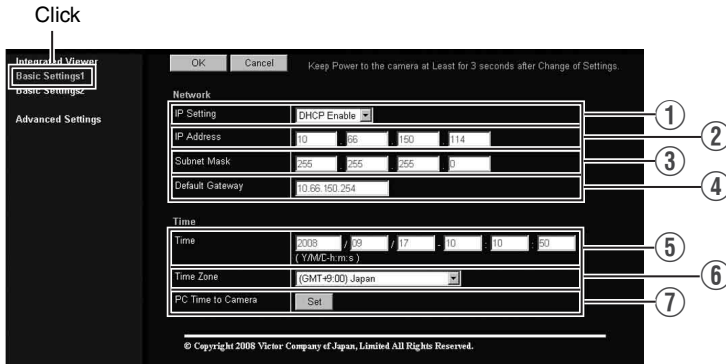 Click
Integrated Viewer
Basic Settings1
Basic Settings2
Advanced Settings
OK Cancel Keep Power to the camera at Least for 3 seconds after Change of Settings.
Network
IP Setting DHCP Enable ①
IP Address 10 . 66 . 150 . 114 ②
Subnet Mask 255 . 255 . 255 . 0 ③
Default Gateway 10.66.150.254 ④
Time
Time 2008 / 09 / 17 - 10 : 10 : 50 ⑤
( Y/M/D-h:m:s )
Time Zone (GMT+9:00) Japan ⑥
PC Time to Camera Set ⑦
© Copyright 2008 Victor Company of Japan, Limited All Rights Reserved.